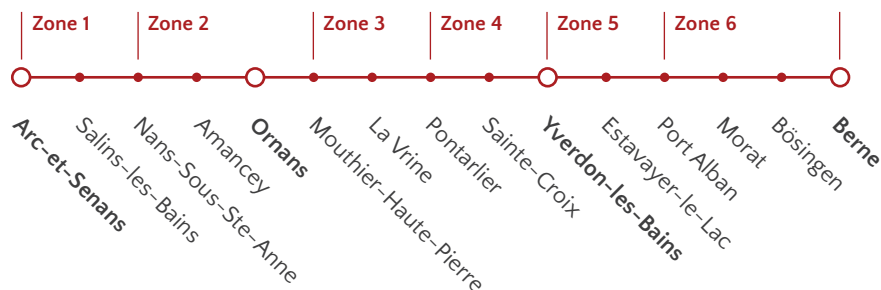 Zone 1
Zone 2
Zone 3
Zone 4
Zone 5
Zone 6
Arc-et-Senans
Salins-les-Bains
Nans-Sous-Ste-Anne
Amancey
Ornans
Mouthier-Haute-Pierre
La Vrine
Pontarlier
Sainte-Croix
Yverdon-les-Bains
Estavayer-le-Lac
Port Alban
Morat
Bösingen
Berne